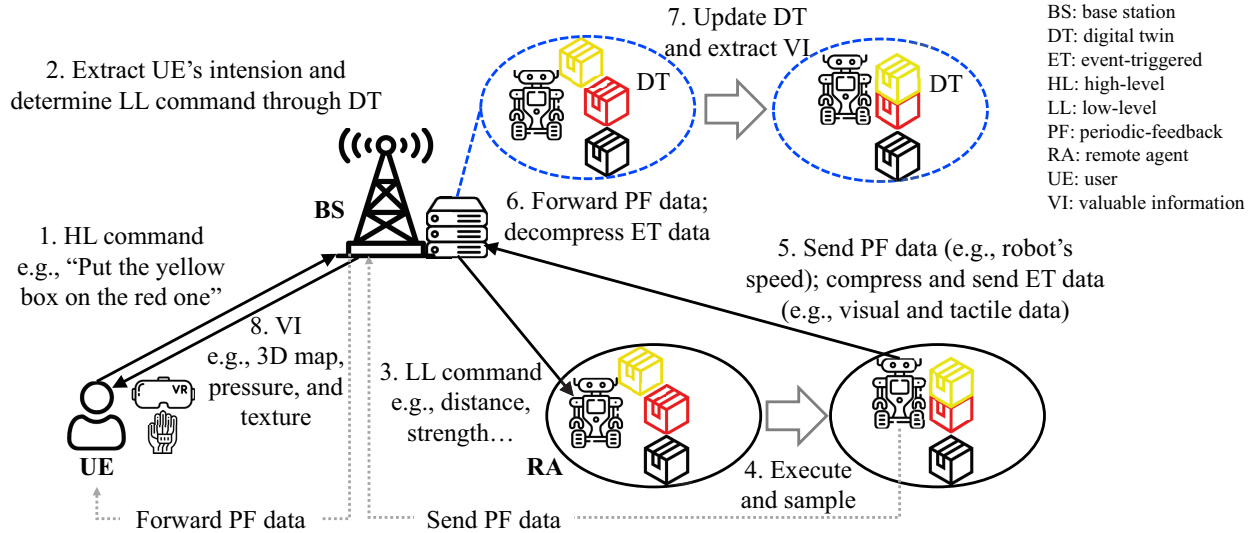 2. Extract UE's intension and
determine LL command through DT
7. Update DT
and extract VI
DT
DT
BS: base station
DT: digital twin
ET: event-triggered
HL: high-level
LL: low-level
PF: periodic-feedback
RA: remote agent
UE: user
VI: valuable information
BS
6. Forward PF data;
decompress ET data
1. HL command
e.g., “Put the yellow
box on the red one”
5. Send PF data (e.g., robot's
speed); compress and send ET data
(e.g., visual and tactile data)
8. VI
e.g., 3D map,
pressure, and
texture
3. LL command
e.g., distance,
strength…
VR
UE
RA
4. Execute
and sample
Forward PF data
Send PF data